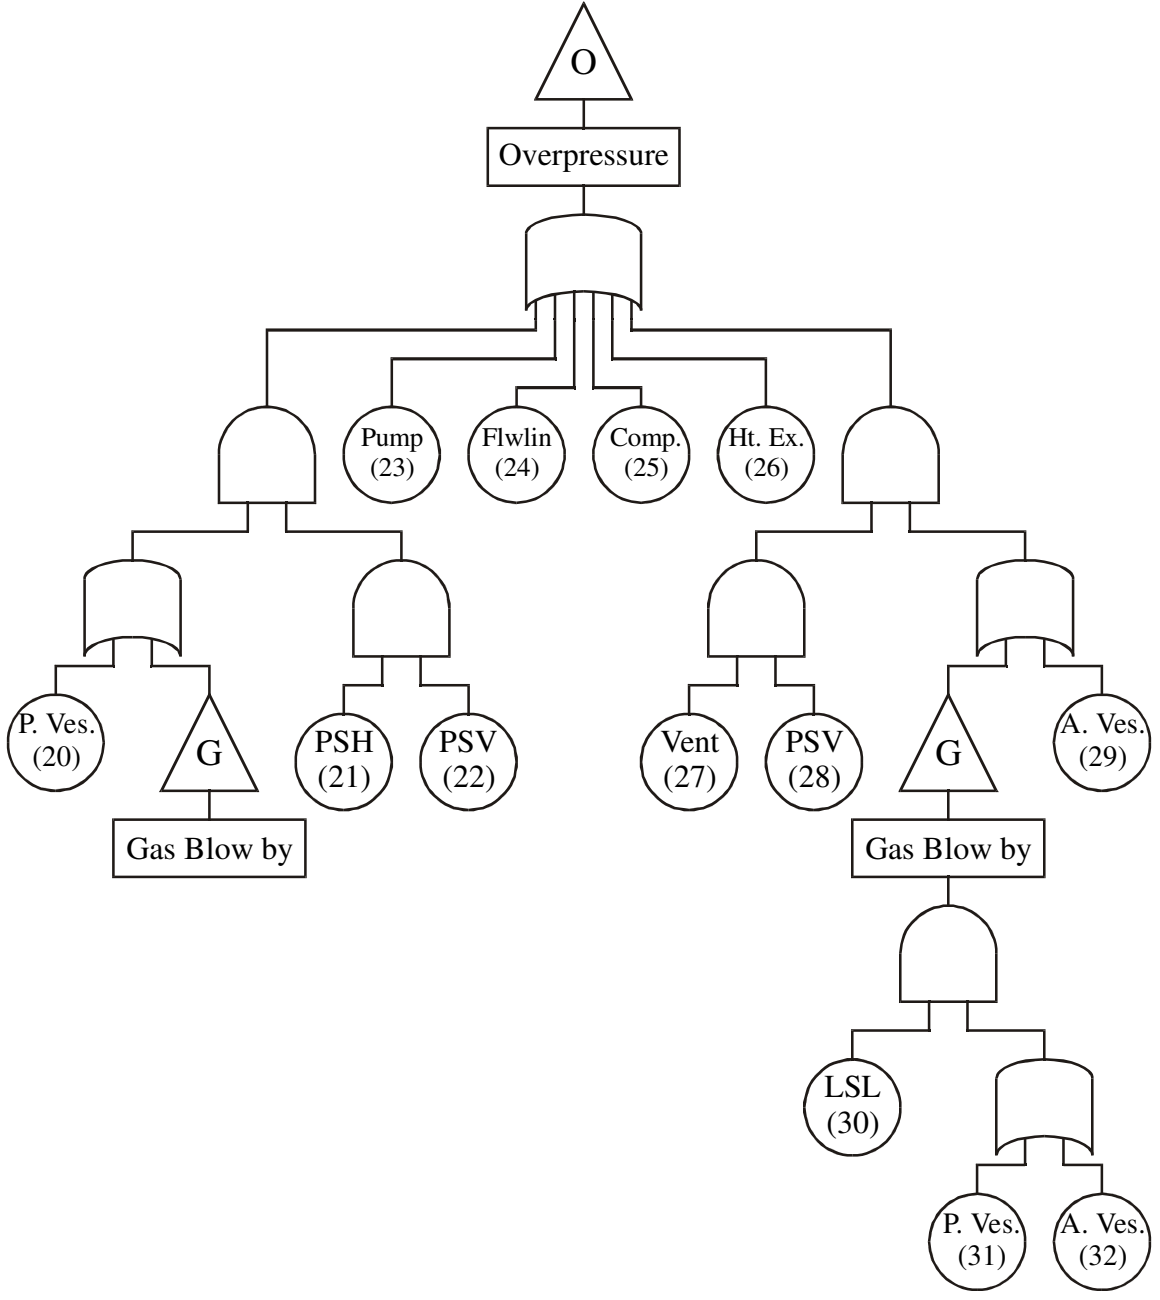 O
Overpressure
Pump
(23)
Flwlin
(24)
Comp.
(25)
Ht. Ex.
(26)
P. Ves.
(20)
G
Gas Blow by
PSH
(21)
PSV
(22)
Vent
(27)
PSV
(28)
G
Gas Blow by
A. Ves.
(29)
LSL
(30)
P. Ves.
(31)
A. Ves.
(32)